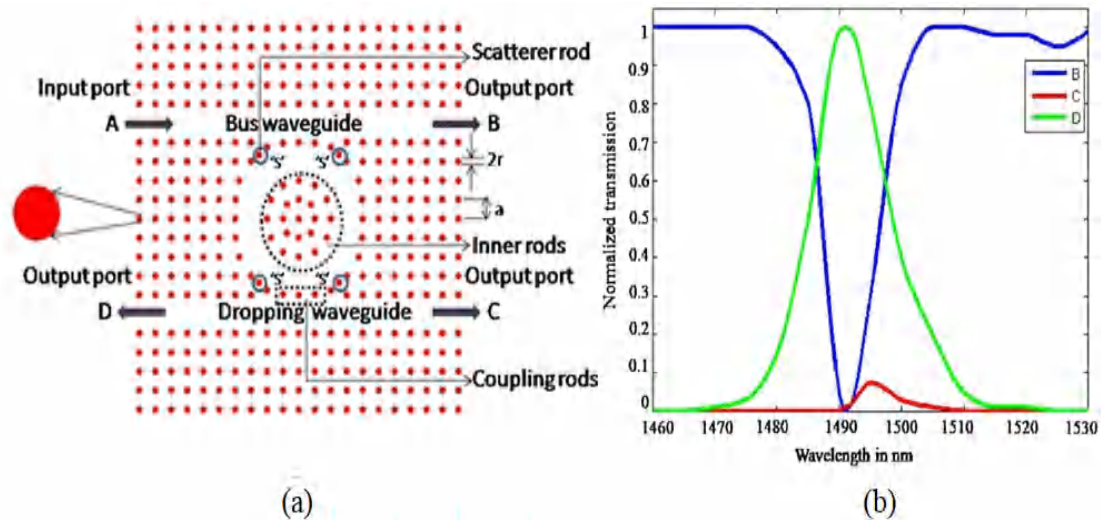 Scatterer rod
Input port
Output port
A
Bus waveguide
B
S
S
2r
a
Inner rods
Output port
Output port
S
S
D
Dropping waveguide
C
Coupling rods
(a)
1
0.9
0.8
0.7
0.6
0.5
0.4
0.3
0.2
0.1
0
Normalized transmission
B
C
D
1460 1470 1480 1490 1500 1510 1520 1530
Wavelength in nm
(b)